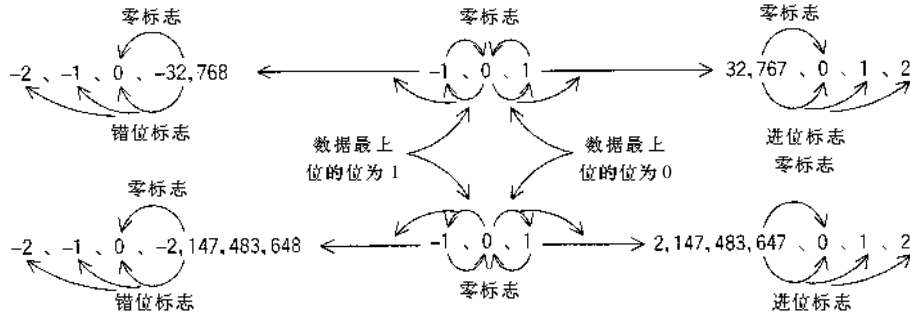 零标志 零标志 零标志
-2、-1、0、-32,768 -1、0、1 32,767、0、1、2
错位标志 进位标志
数据最上 数据最上 零标志
位的位为1 位的位为0
零标志 零标志
-2、-1、0、-2,147,483,648 -1、0、1 2,147,483,647、0、1、2
错位标志 零标志 进位标志